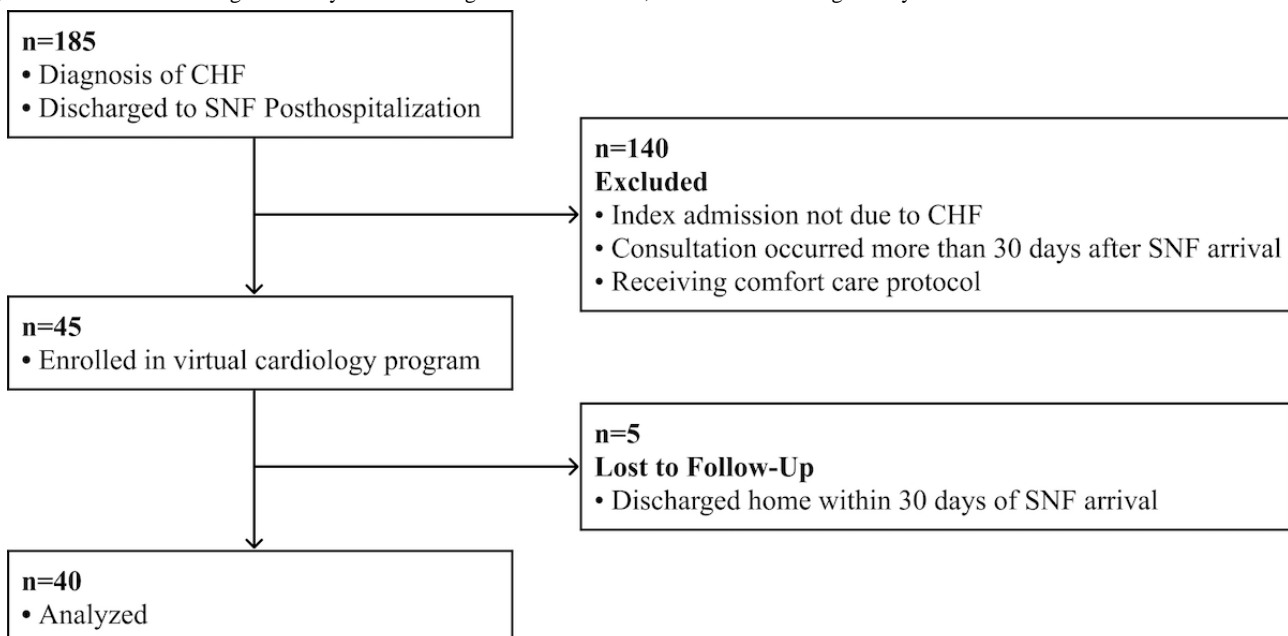 n=185
• Diagnosis of CHF
• Discharged to SNF Posthospitalization
n=140
Excluded
• Index admission not due to CHF
• Consultation occurred more than 30 days after SNF arrival
• Receiving comfort care protocol
n=45
• Enrolled in virtual cardiology program
n=5
Lost to Follow-Up
• Discharged home within 30 days of SNF arrival
n=40
• Analyzed